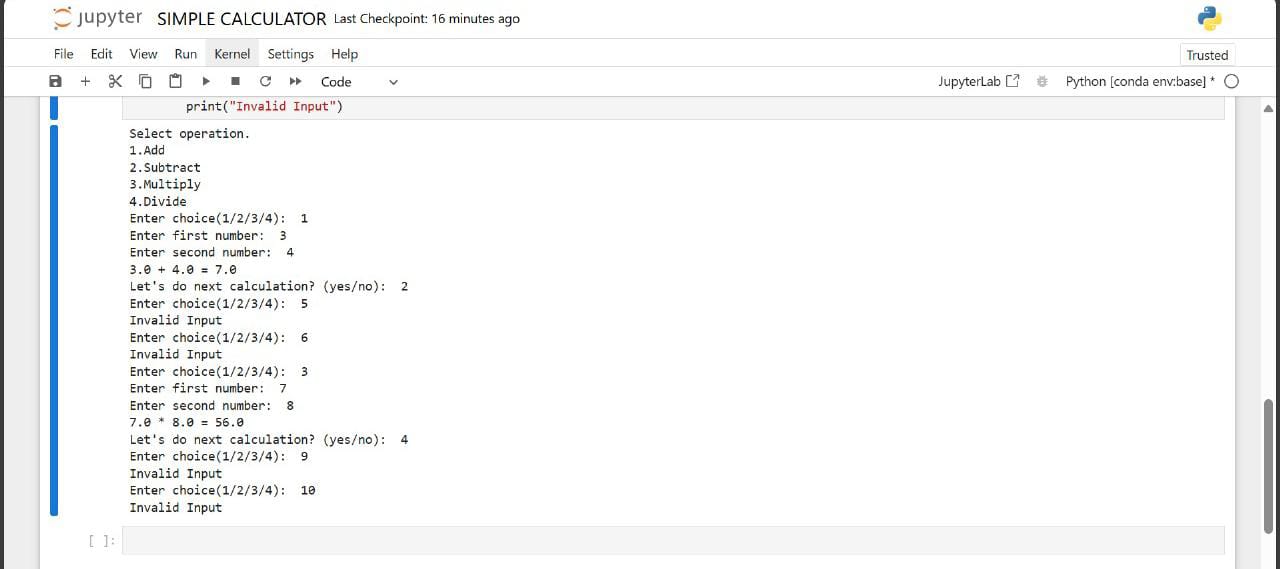 jupyter SIMPLE CALCULATOR Last Checkpoint: 16 minutes ago
File Edit View Run Kernel Settings Help
Trusted
Code
JupyterLab Python [conda env:base] *
print("Invalid Input")
Select operation.
1.Add
2.Subtract
3.Multiply
4.Divide
Enter choice(1/2/3/4): 1
Enter first number: 3
Enter second number: 4
3.0 + 4.0 = 7.0
Let's do next calculation? (yes/no): 2
Enter choice(1/2/3/4): 5
Invalid Input
Enter choice(1/2/3/4): 6
Invalid Input
Enter choice(1/2/3/4): 3
Enter first number: 7
Enter second number: 8
7.0 * 8.0 = 56.0
Let's do next calculation? (yes/no): 4
Enter choice(1/2/3/4): 9
Invalid Input
Enter choice(1/2/3/4): 10
Invalid Input
[ ]: